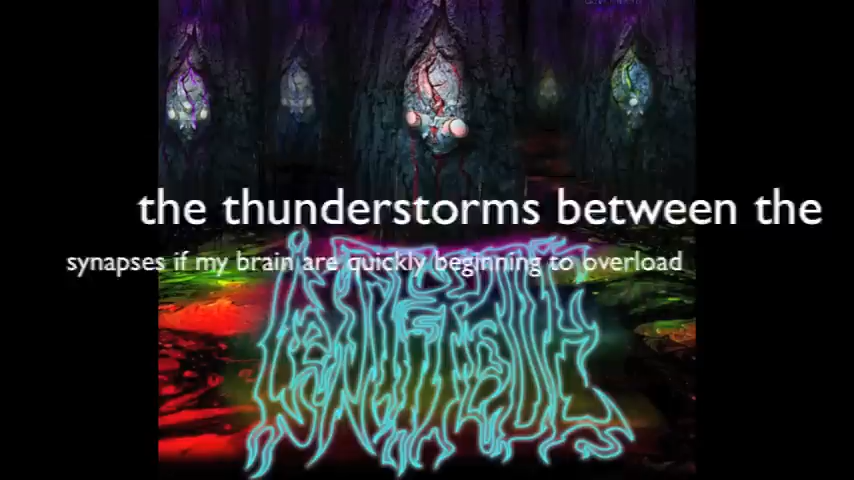 the thunderstorms between the
synapses if my brain are quickly beginning to overload